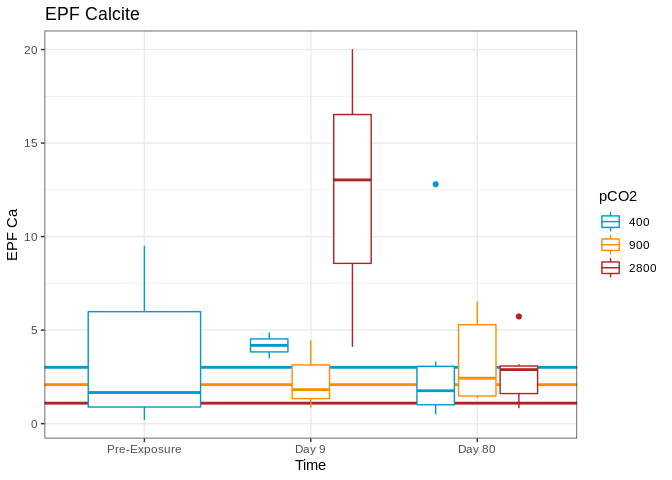 EPF Calcite
20
15
10
5
0
EPF Ca
Pre-Exposure
Day 9
Day 80
Time
pCO2
400
900
2800